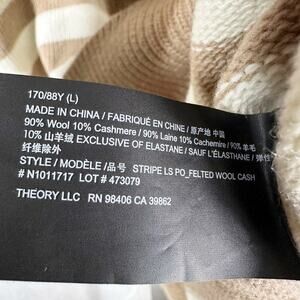 170/88Y (L)
MADE IN CHINA / FABRIQUÉ EN CHINE / 原产地 中国
90% Wool 10% Cashmere / 90% Laine 10% Cachemire / 90% 羊毛
10% 山羊绒 EXCLUSIVE OF ELASTANE / SAUF L'ÉLASTHANE / 弹性
纤维除外
STYLE / MODÈLE /品号 STRIPE LS PO_FELTED WOOL CASH
# N1011717 LOT # 473079
THEORY LLC RN 98406 CA 39862